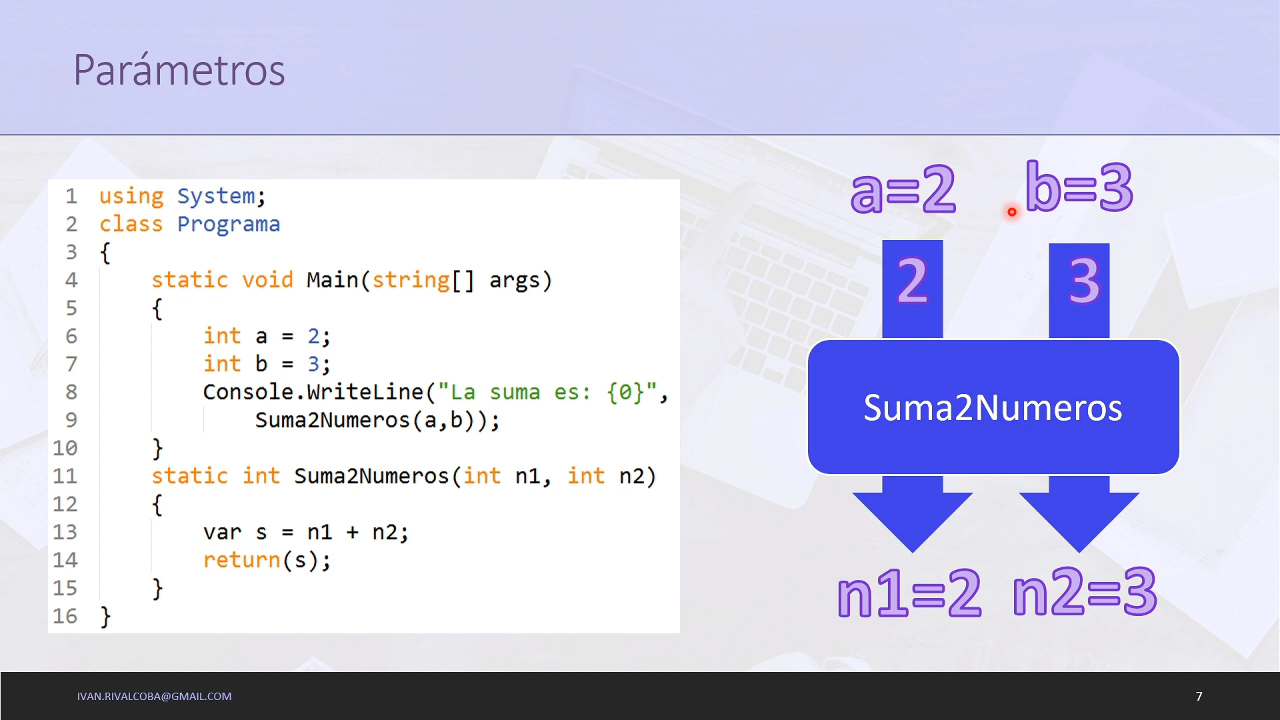 Parámetros
1 using System;
2 class Programa
3 {
4 static void Main(string[] args)
5 {
6 int a = 2;
7 int b = 3;
8 Console.WriteLine("La suma es: {0}",
9 Suma2Numeros(a,b));
10 }
11 static int Suma2Numeros(int n1, int n2)
12 {
13 var s = n1 + n2;
14 return(s);
15 }
16 }
a=2 b=3
2 3
Suma2Numeros
n1=2 n2=3
IVAN.RIVALCOBA@GMAIL.COM
7